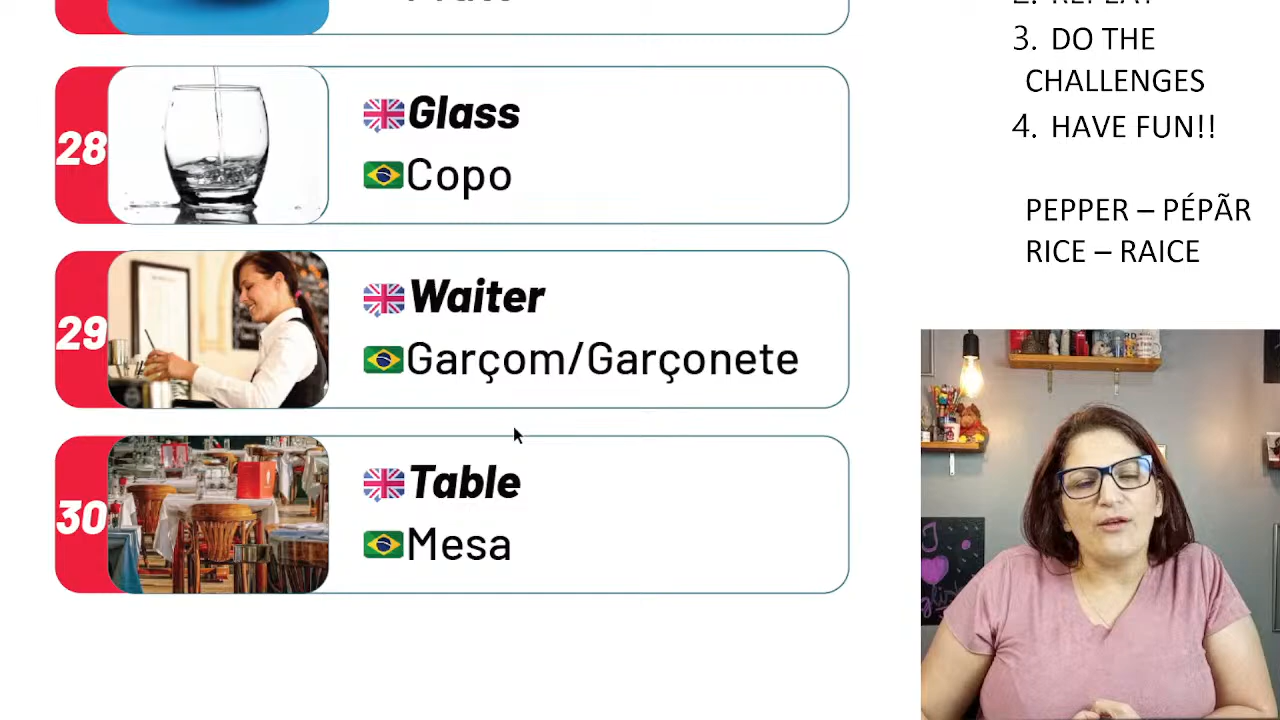 28
Glass
Copo
29
Waiter
Garçom/Garçonete
30
Table
Mesa
3. DO THE
CHALLENGES
4. HAVE FUN!!
PEPPER – PÉPÃR
RICE – RAICE